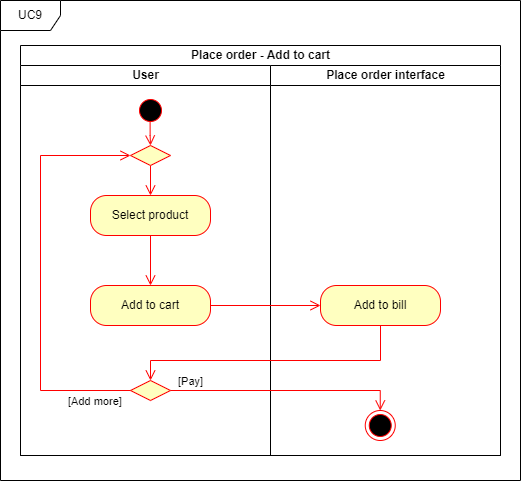 UC9
Place order - Add to cart
User
Place order interface
Select product
Add to cart
Add to bill
[Pay]
[Add more]